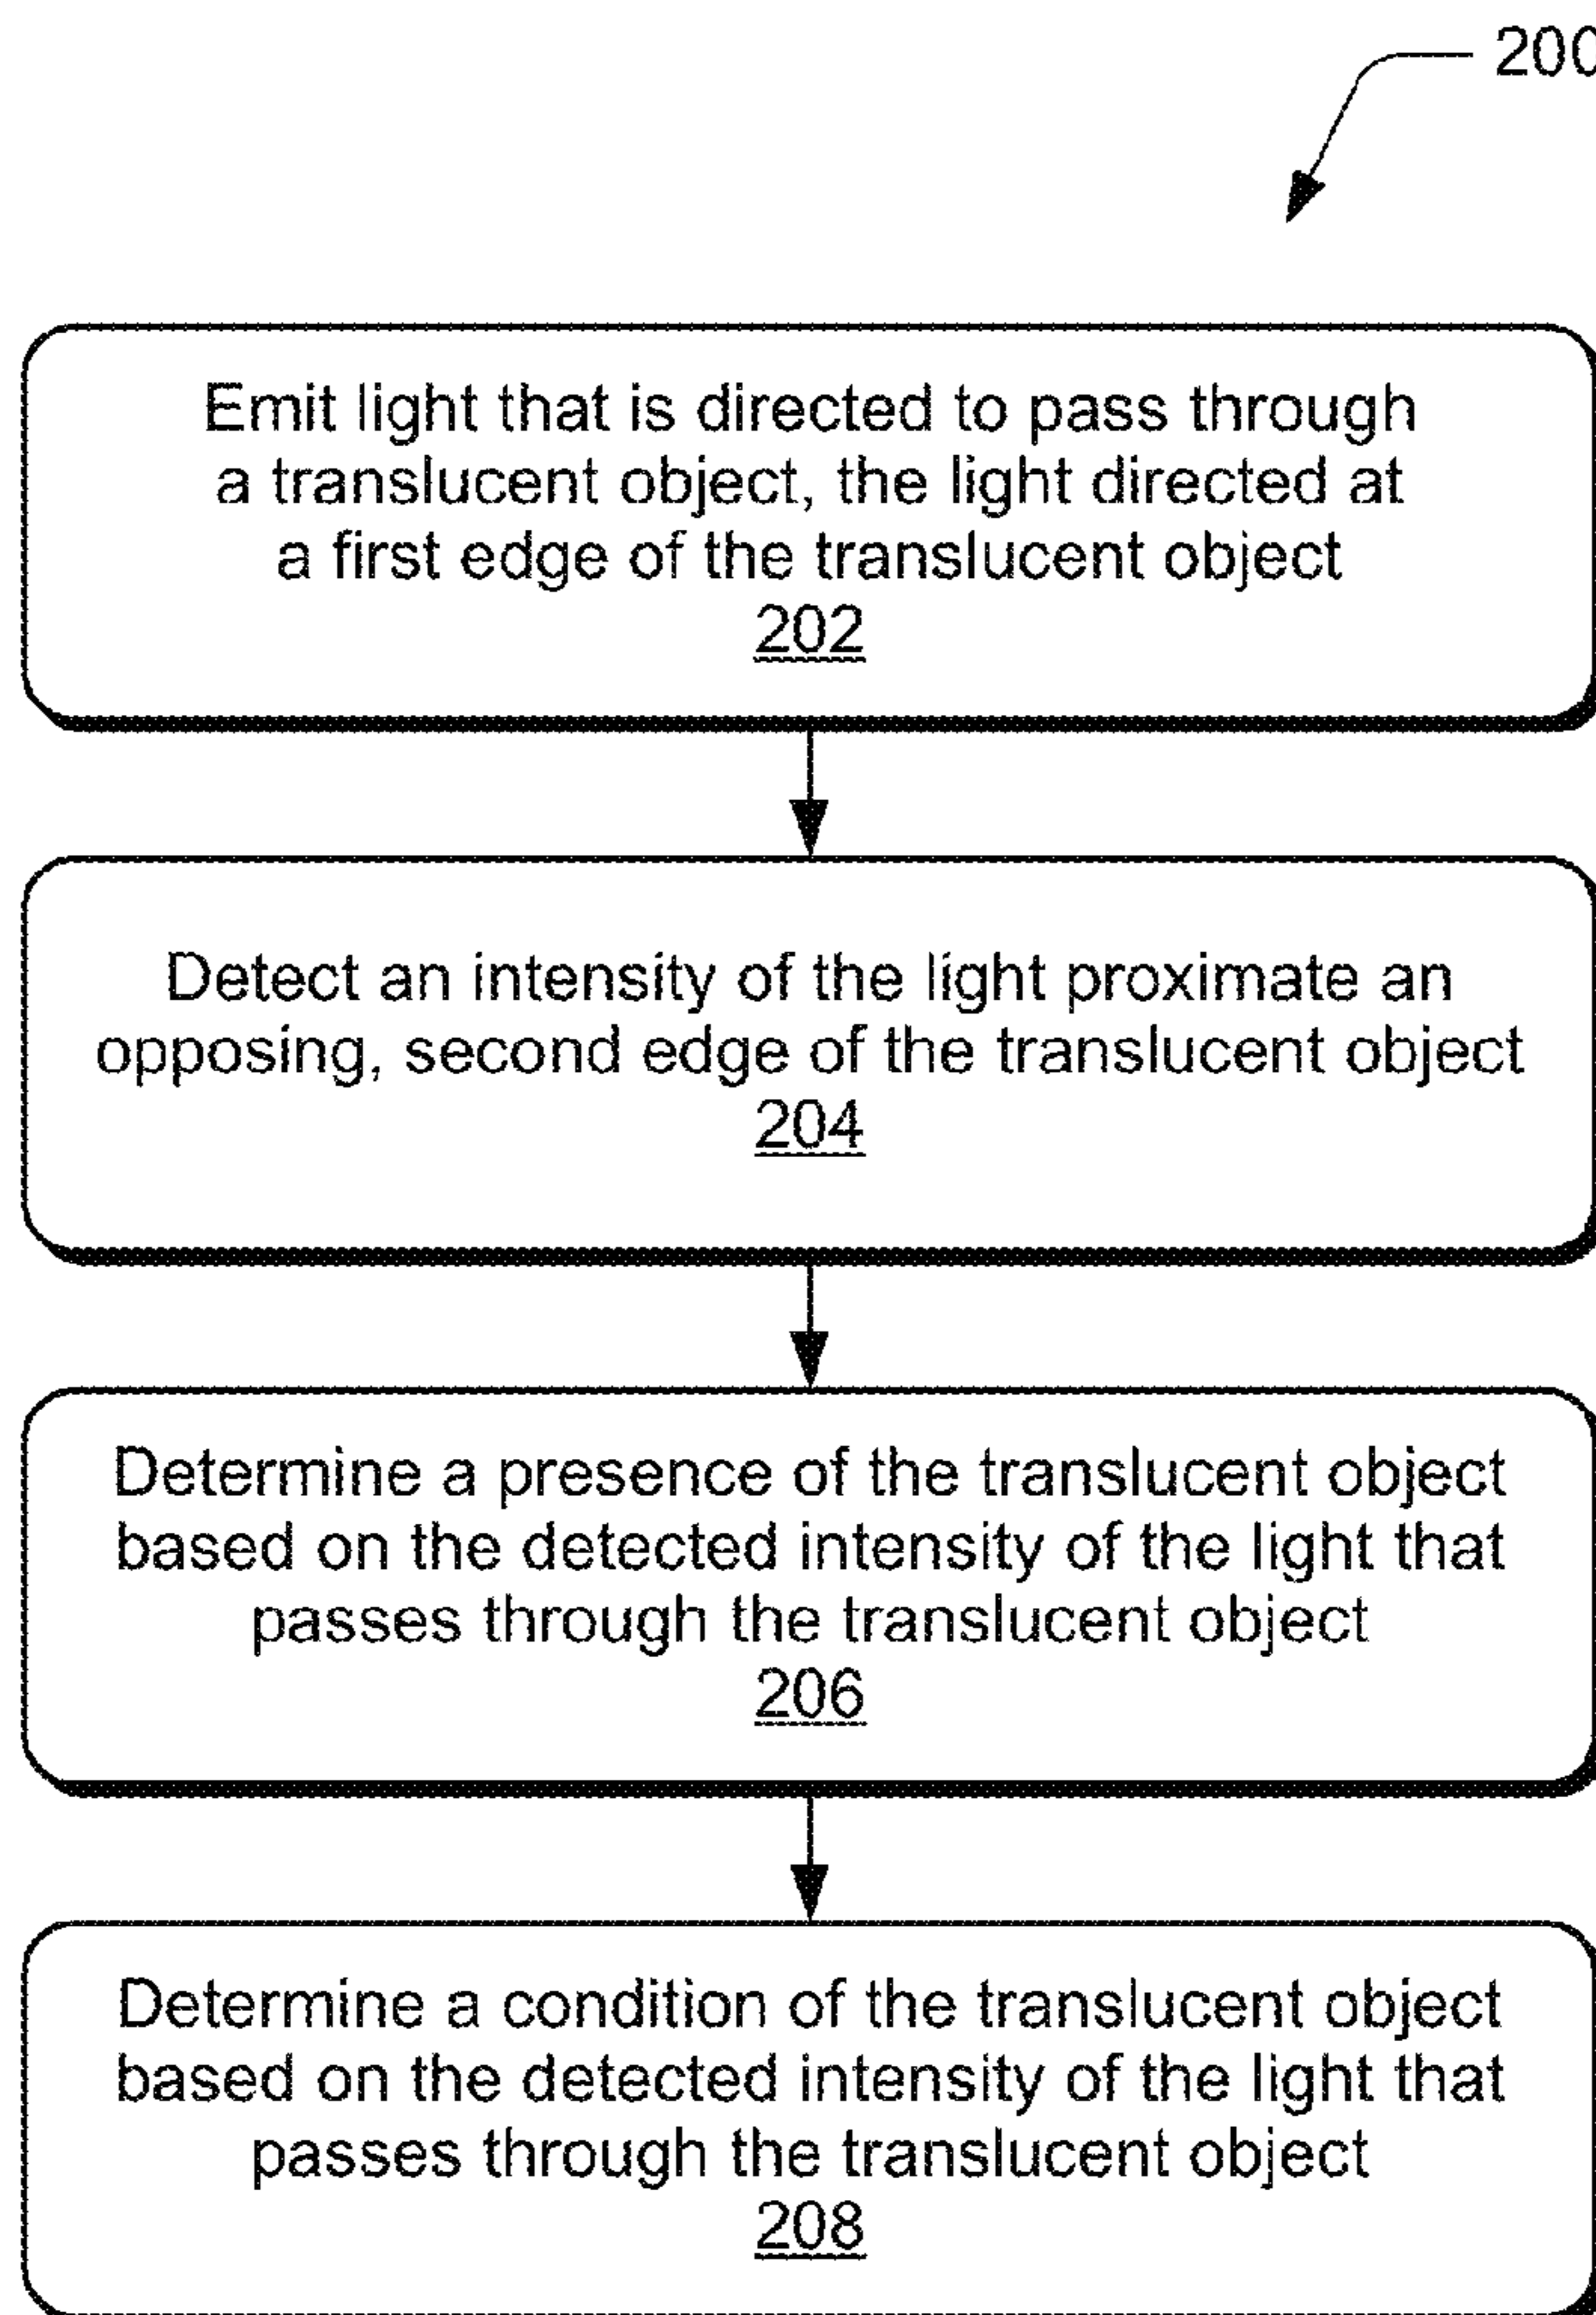 200
Emit light that is directed to pass through
a translucent object, the light directed at
a first edge of the translucent object
202
Detect an intensity of the light proximate an
opposing, second edge of the translucent object
204
Determine a presence of the translucent object
based on the detected intensity of the light that
passes through the translucent object
206
Determine a condition of the translucent object
based on the detected intensity of the light that
passes through the translucent object
208